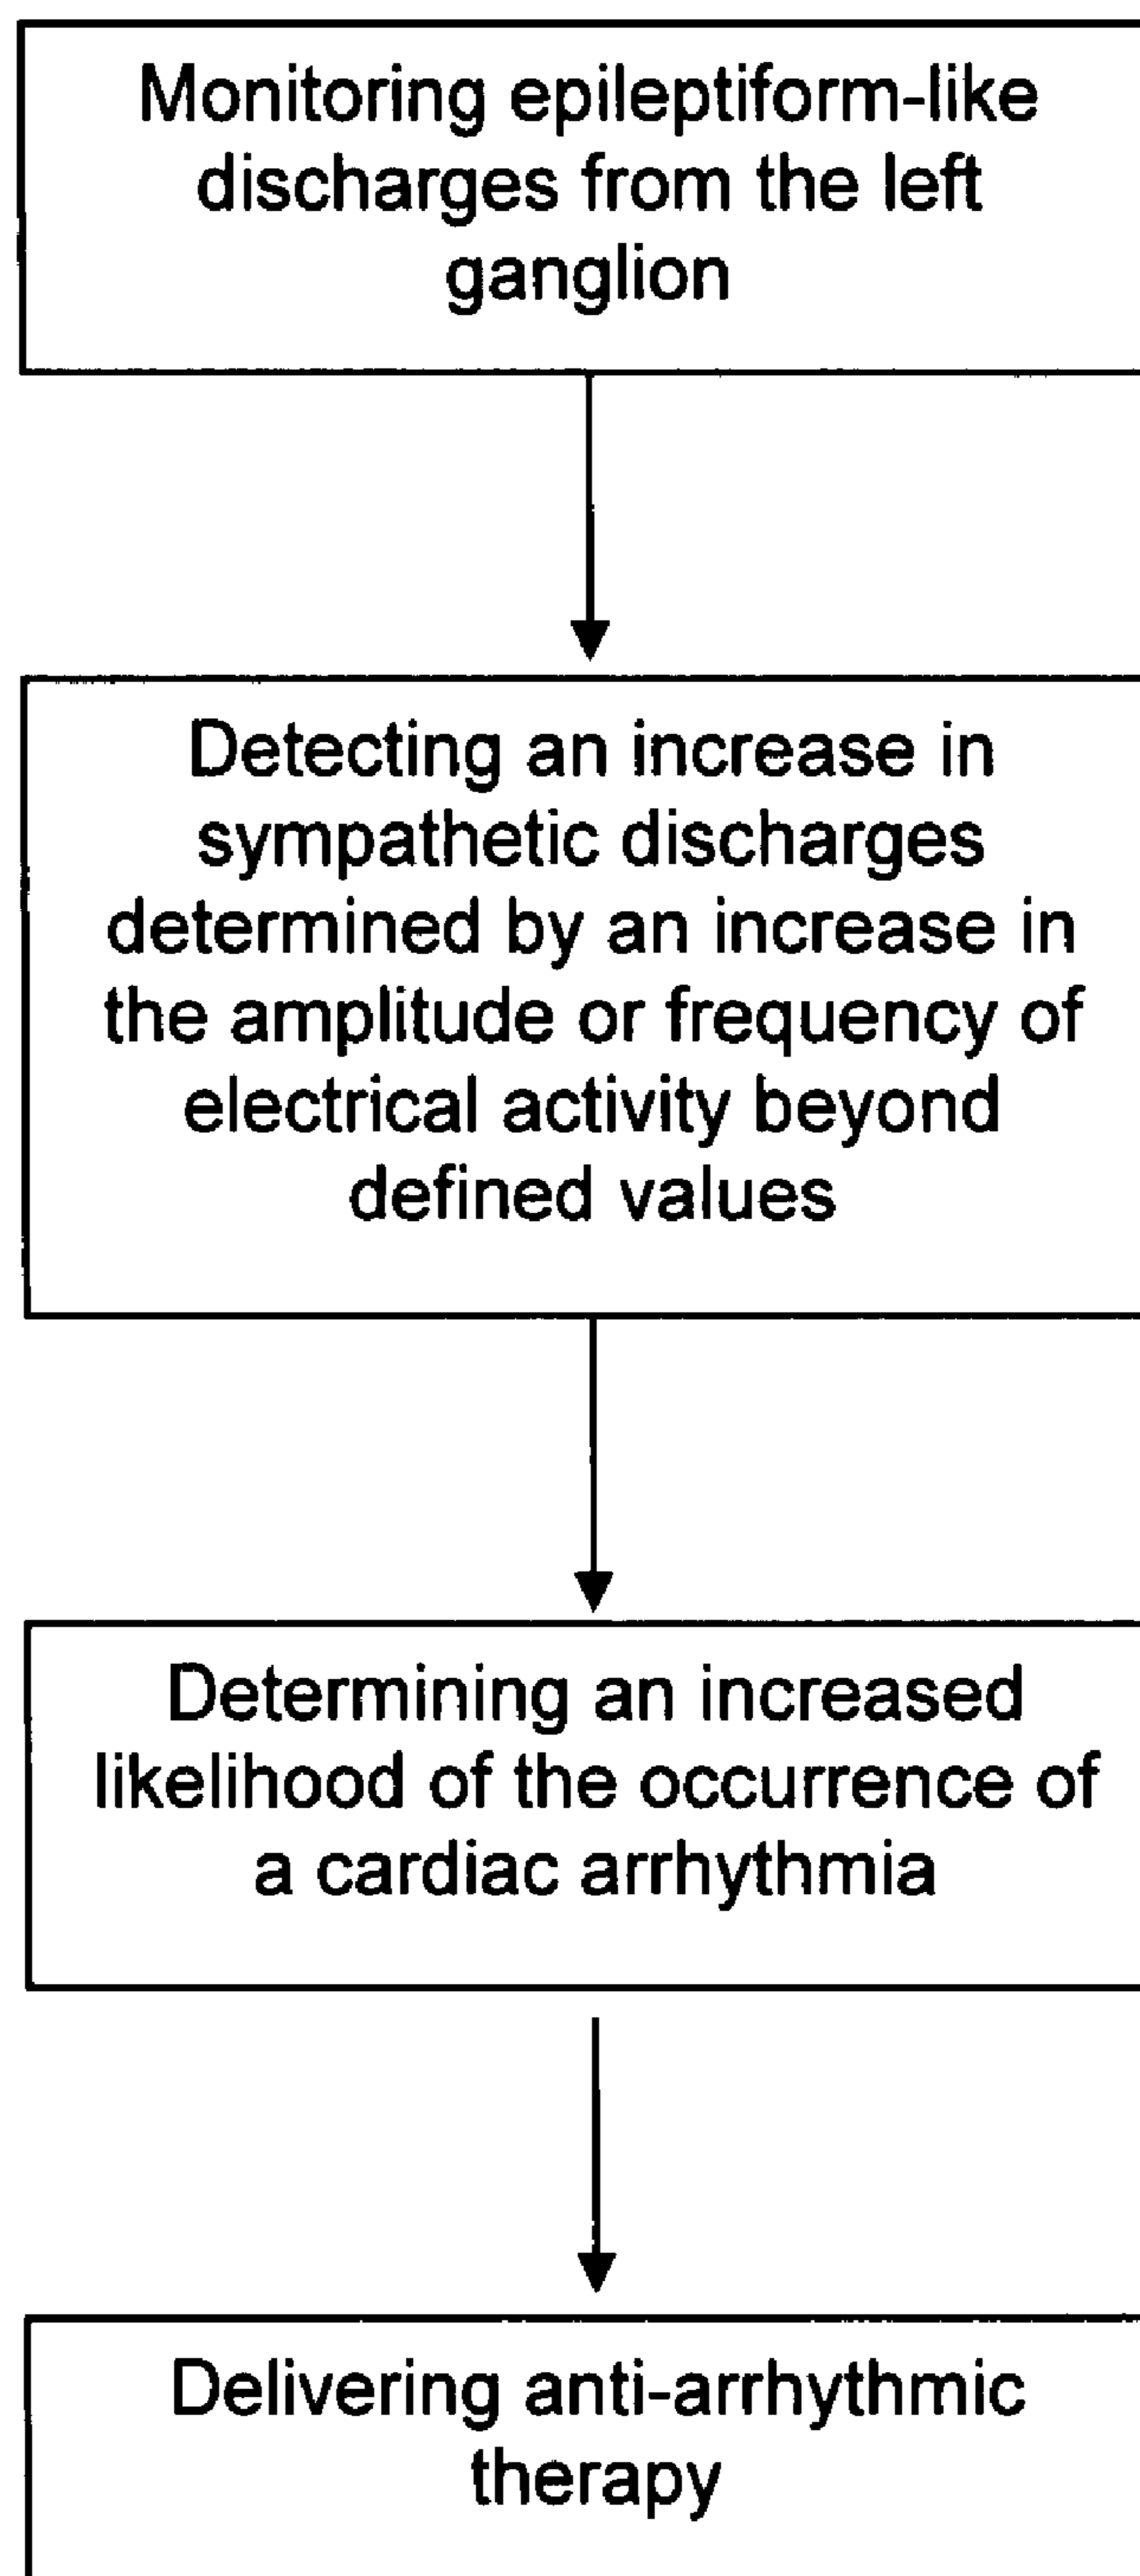 Monitoring epileptiform-like
discharges from the left
ganglion
Detecting an increase in
sympathetic discharges
determined by an increase in
the amplitude or frequency of
electrical activity beyond
defined values
Determining an increased
likelihood of the occurrence of
a cardiac arrhythmia
Delivering anti-arrhythmic
therapy